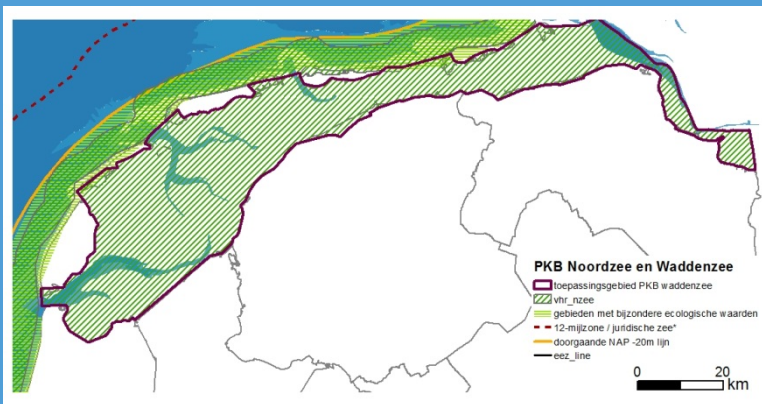 PKB Noordzee en Waddenzee
toepassingsgebied PKB waddenzee
vhr_nzee
gebieden met bijzondere ecologische waarden
12-mijlzone / juridische zee*
doorgaande NAP -20m lijn
eez_line
0 20
km